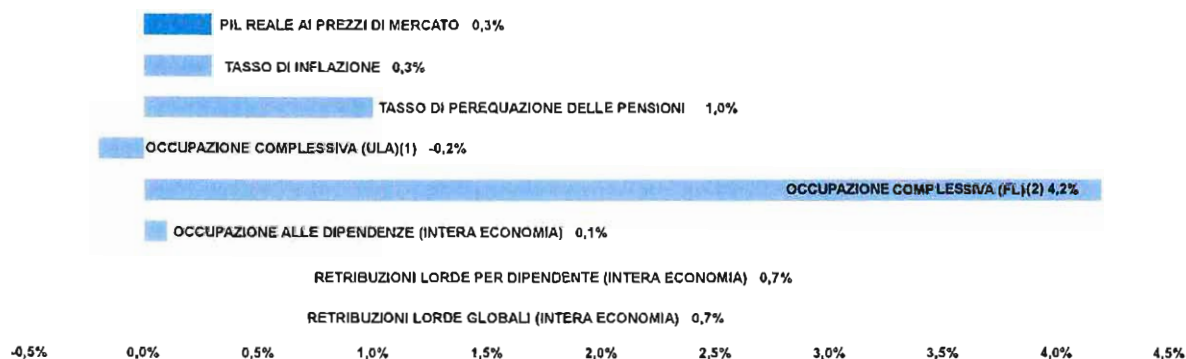 PIL REALE AI PREZZI DI MERCATO 0,3%
TASSO DI INFLAZIONE 0,3%
TASSO DI PEREQUAZIONE DELLE PENSIONI 1,0%
OCCUPAZIONE COMPLESSIVA (ULA)(1) -0,2%
OCCUPAZIONE COMPLESSIVA (FL)(2) 4,2%
OCCUPAZIONE ALLE DIPENDENZE (INTERA ECONOMIA) 0,1%
RETRIBUZIONI LORDE PER DIPENDENTE (INTERA ECONOMIA) 0,7%
RETRIBUZIONI LORDE GLOBALI (INTERA ECONOMIA) 0,7%
-0,5% 0,0% 0,5% 1,0% 1,5% 2,0% 2,5% 3,0% 3,5% 4,0% 4,5%